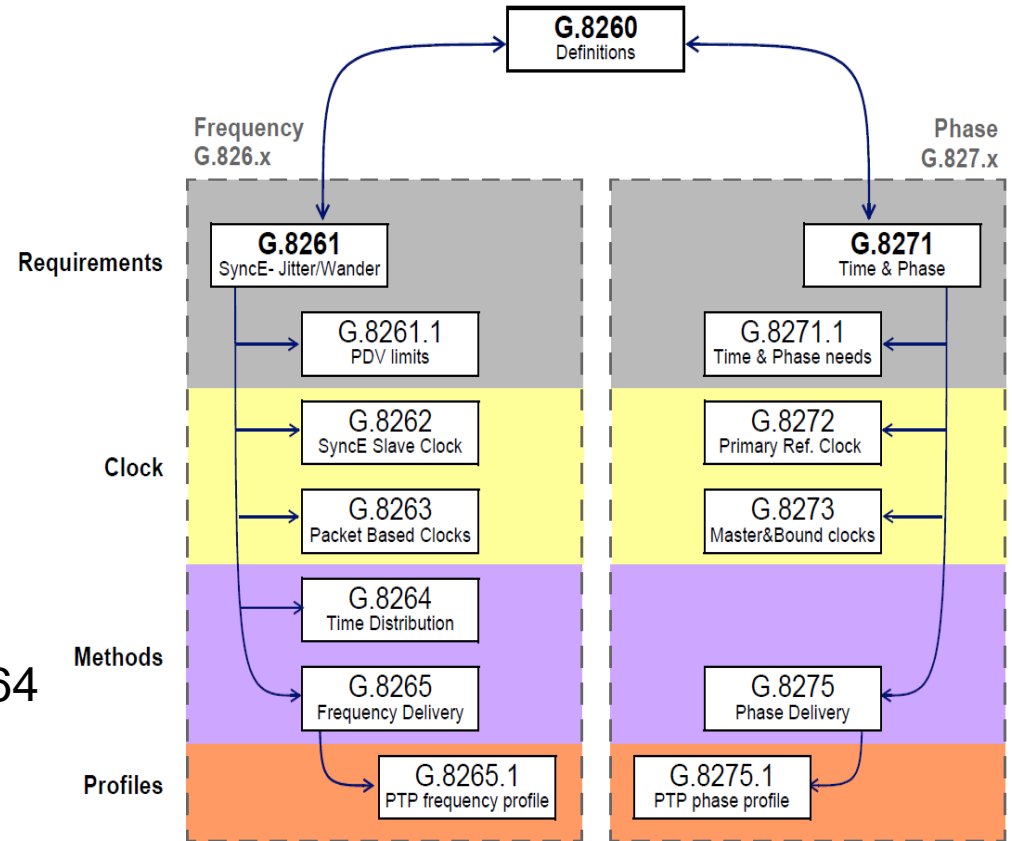 G.8260
Definitions
Frequency
G.826.x
Phase
G.827.x
Requirements
G.8261
SyncE- Jitter/Wander
G.8271
Time & Phase
G.8261.1
PDV limits
G.8271.1
Time & Phase needs
Clock
G.8262
SyncE Slave Clock
G.8272
Primary Ref. Clock
G.8263
Packet Based Clocks
G.8273
Master&Bound clocks
Methods
G.8264
Time Distribution
64
G.8265
Frequency Delivery
G.8275
Phase Delivery
Profiles
G.8265.1
PTP frequency profile
G.8275.1
PTP phase profile